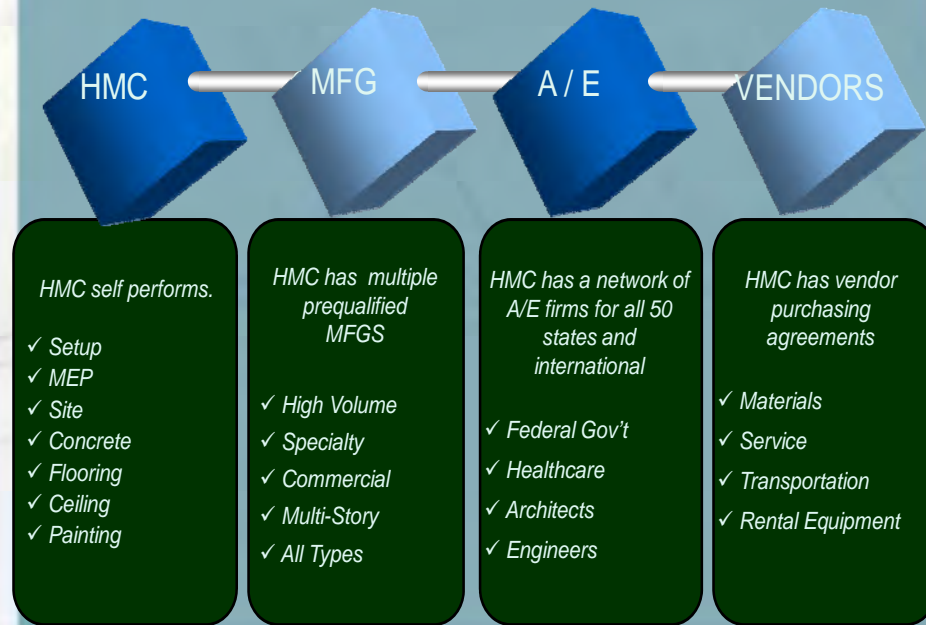 HMC
MFG
A / E
VENDORS
HMC self performs.
✓ Setup
✓ MEP
✓ Site
✓ Concrete
✓ Flooring
✓ Ceiling
✓ Painting
HMC has multiple
prequalified
MFGS
✓ High Volume
✓ Specialty
✓ Commercial
✓ Multi-Story
✓ All Types
HMC has a network of
A/E firms for all 50
states and
international
✓ Federal Gov't
✓ Healthcare
✓ Architects
✓ Engineers
HMC has vendor
purchasing
agreements
✓ Materials
✓ Service
✓ Transportation
✓ Rental Equipment